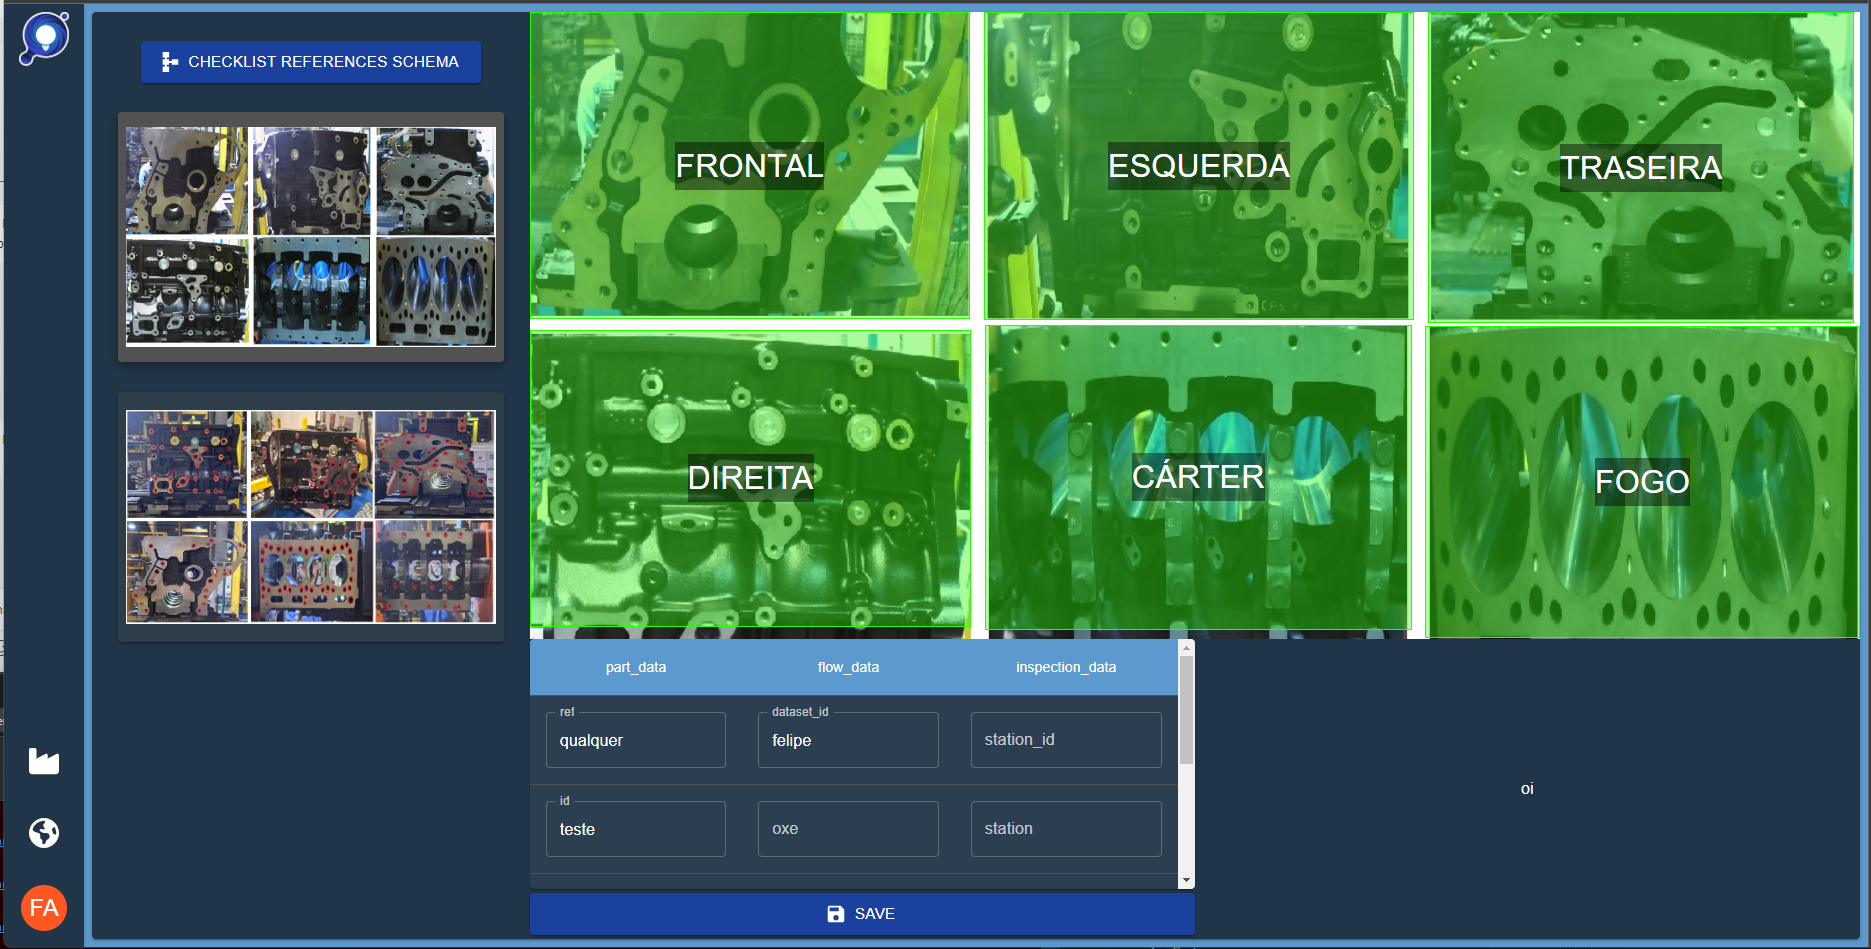 CHECKLIST REFERENCES SCHEMA
FRONTAL
ESQUERDA
TRASEIRA
DIREITA
CÁRTER
FOGO
part_data
flow_data
inspection_data
ref
qualquer
dataset_id
felipe
station_id
id
teste
oxe
station
SAVE
oi
FA